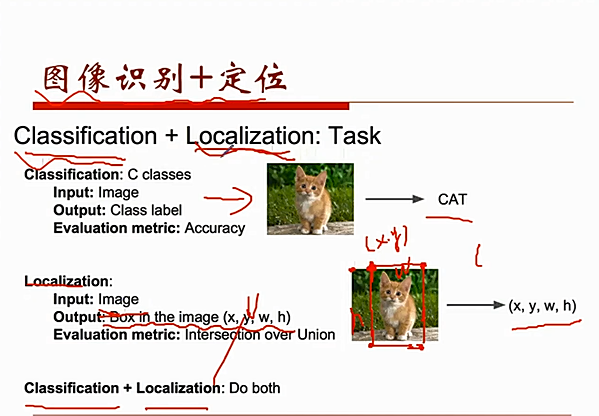 图像识别+定位
Classification + Localization: Task
Classification: C classes
Input: Image
Output: Class label
Evaluation metric: Accuracy
CAT
(x.y)
w
Localization:
Input: Image
Output: Box in the image (x, y, w, h)
Evaluation metric: Intersection over Union
h
(x, y, w, h)
Classification + Localization: Do both